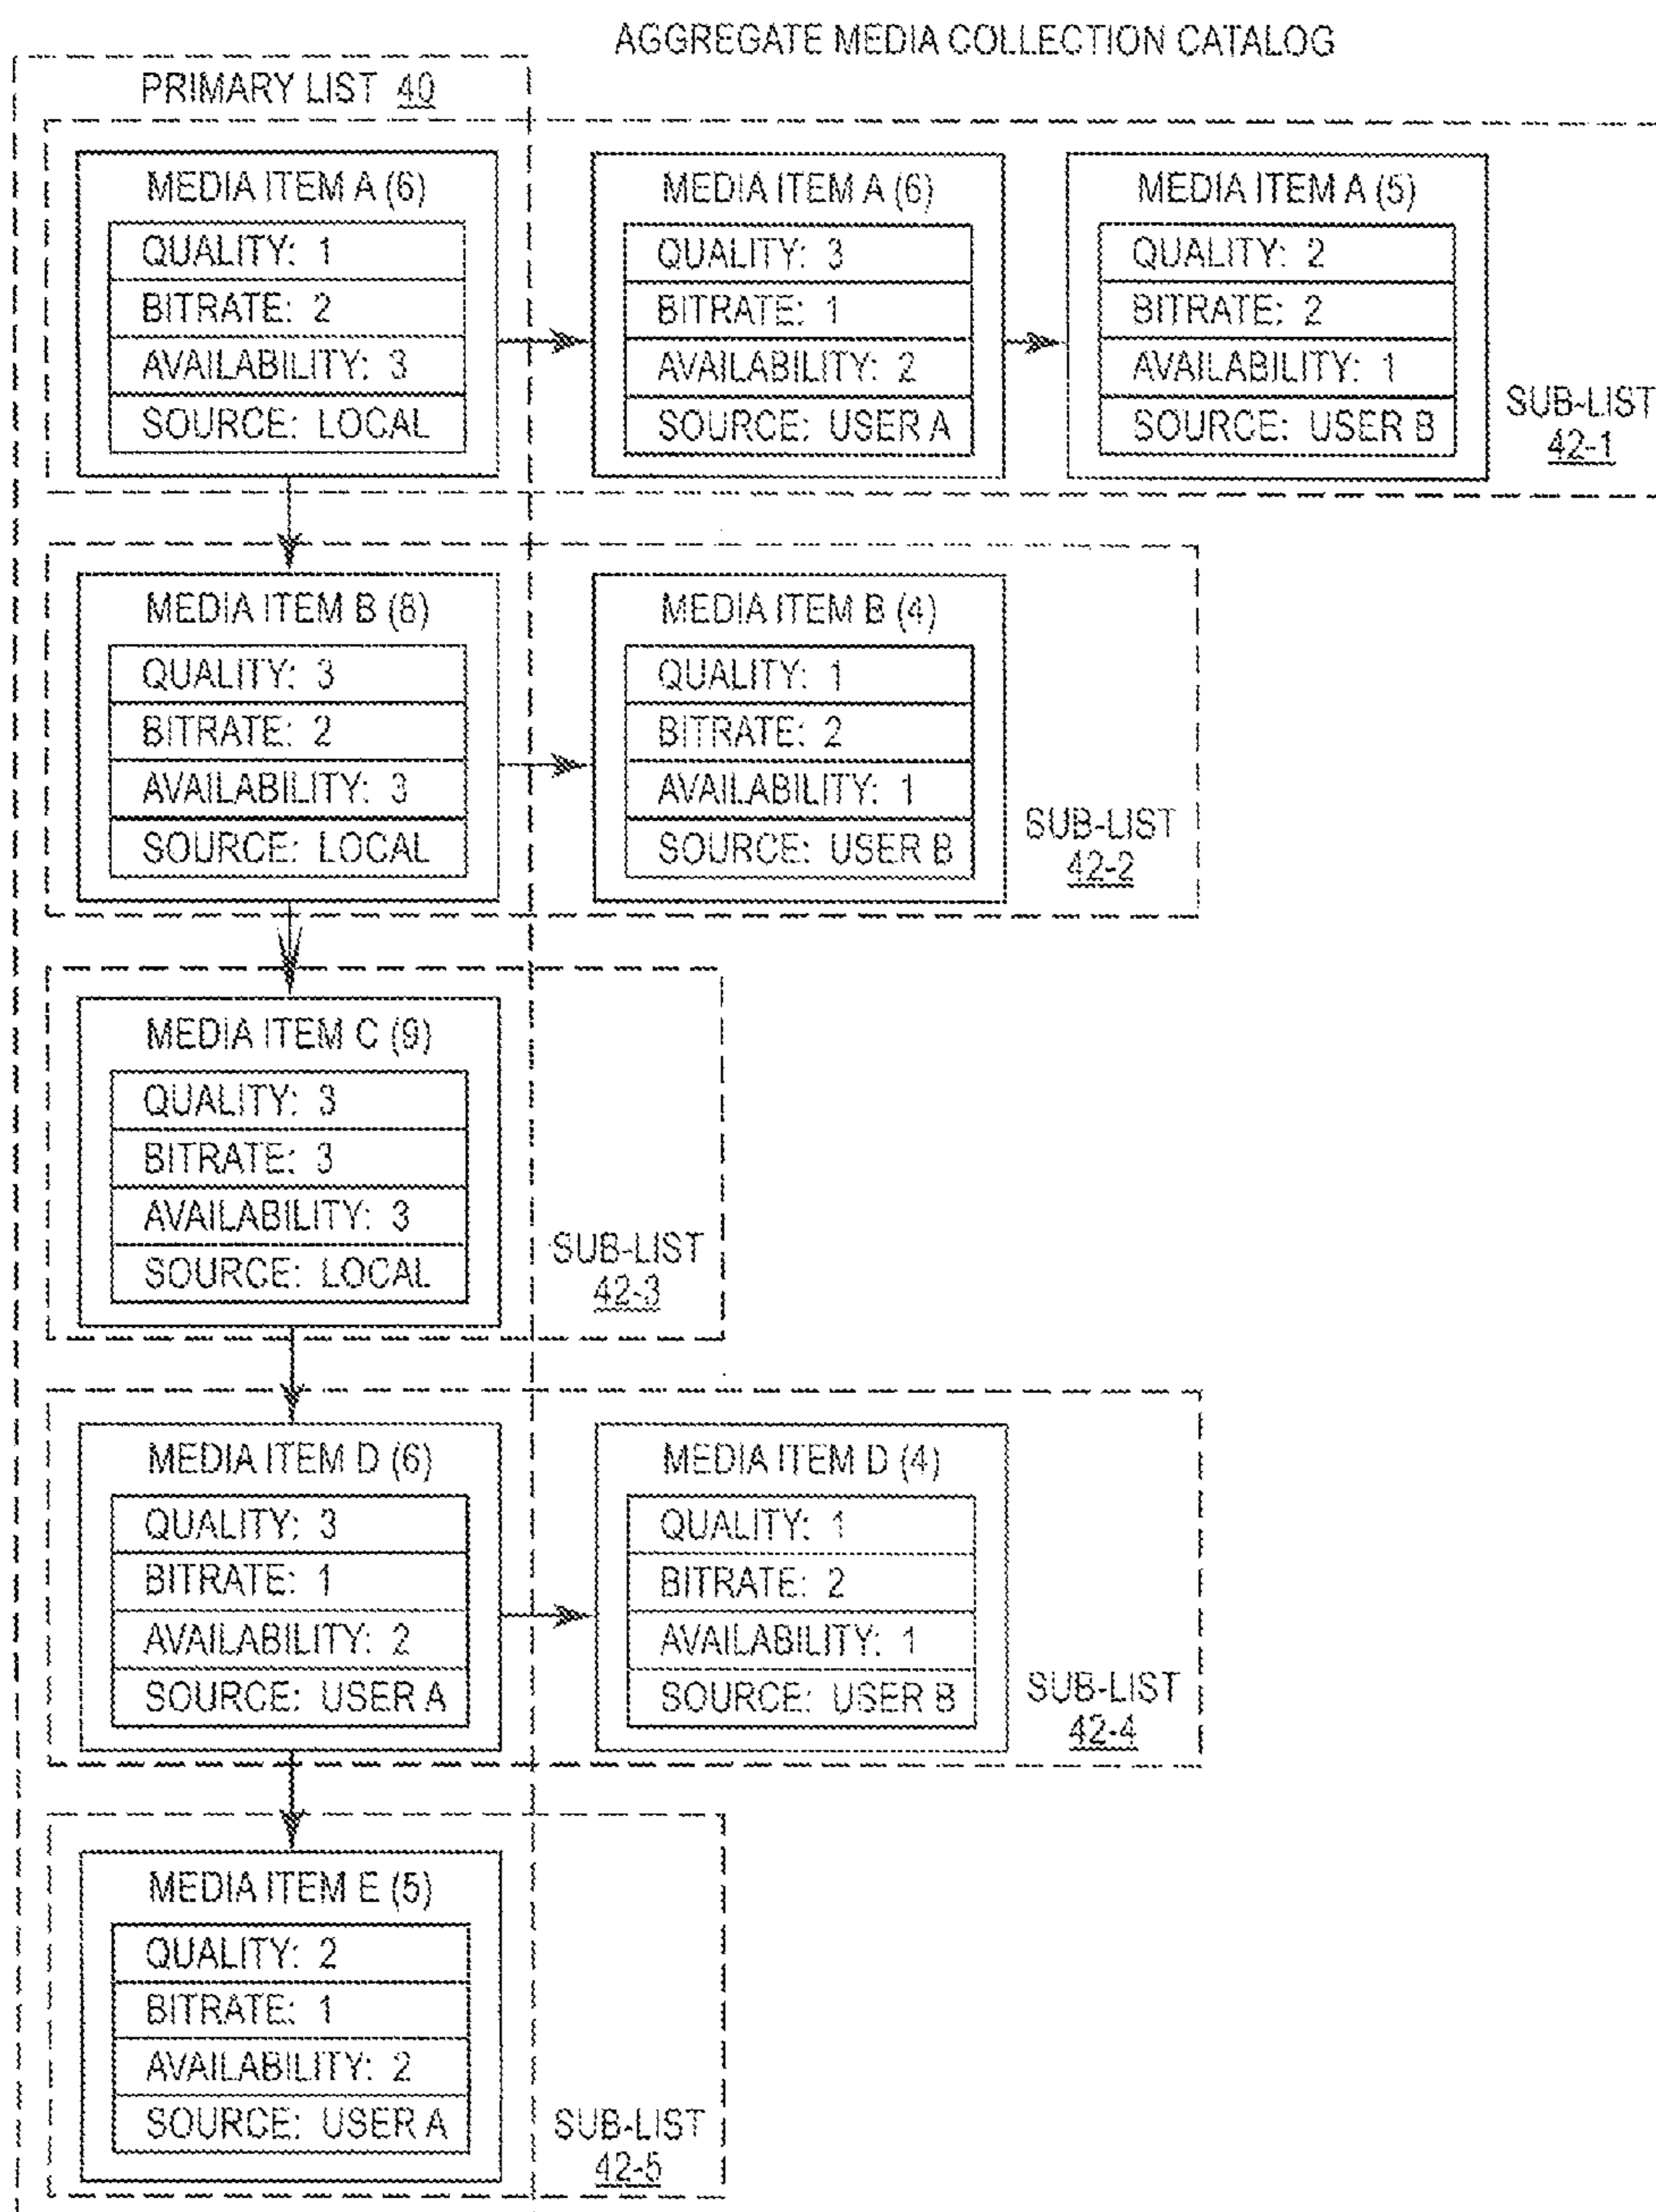 AGGREGATE MEDIA COLLECTION CATALOG
PRIMARY LIST 40
MEDIA ITEM A (6)
QUALITY: 1
BITRATE: 2
AVAILABILITY: 3
SOURCE: LOCAL
MEDIA ITEM A (6)
QUALITY: 3
BITRATE: 1
AVAILABILITY: 2
SOURCE: USER A
MEDIA ITEM A (5)
QUALITY: 2
BITRATE: 2
AVAILABILITY: 1
SOURCE: USER B
SUB-LIST
42-1
MEDIA ITEM B (8)
QUALITY: 3
BITRATE: 2
AVAILABILITY: 3
SOURCE: LOCAL
MEDIA ITEM B (4)
QUALITY: 1
BITRATE: 2
AVAILABILITY: 1
SOURCE: USER B
SUB-LIST
42-2
MEDIA ITEM C (9)
QUALITY: 3
BITRATE: 3
AVAILABILITY: 3
SOURCE: LOCAL
SUB-LIST
42-3
MEDIA ITEM D (6)
QUALITY: 3
BITRATE: 1
AVAILABILITY: 2
SOURCE: USER A
MEDIA ITEM D (4)
QUALITY: 1
BITRATE: 2
AVAILABILITY: 1
SOURCE: USER B
SUB-LIST
42-4
MEDIA ITEM E (5)
QUALITY: 2
BITRATE: 1
AVAILABILITY: 2
SOURCE: USER A
SUB-LIST
42-5